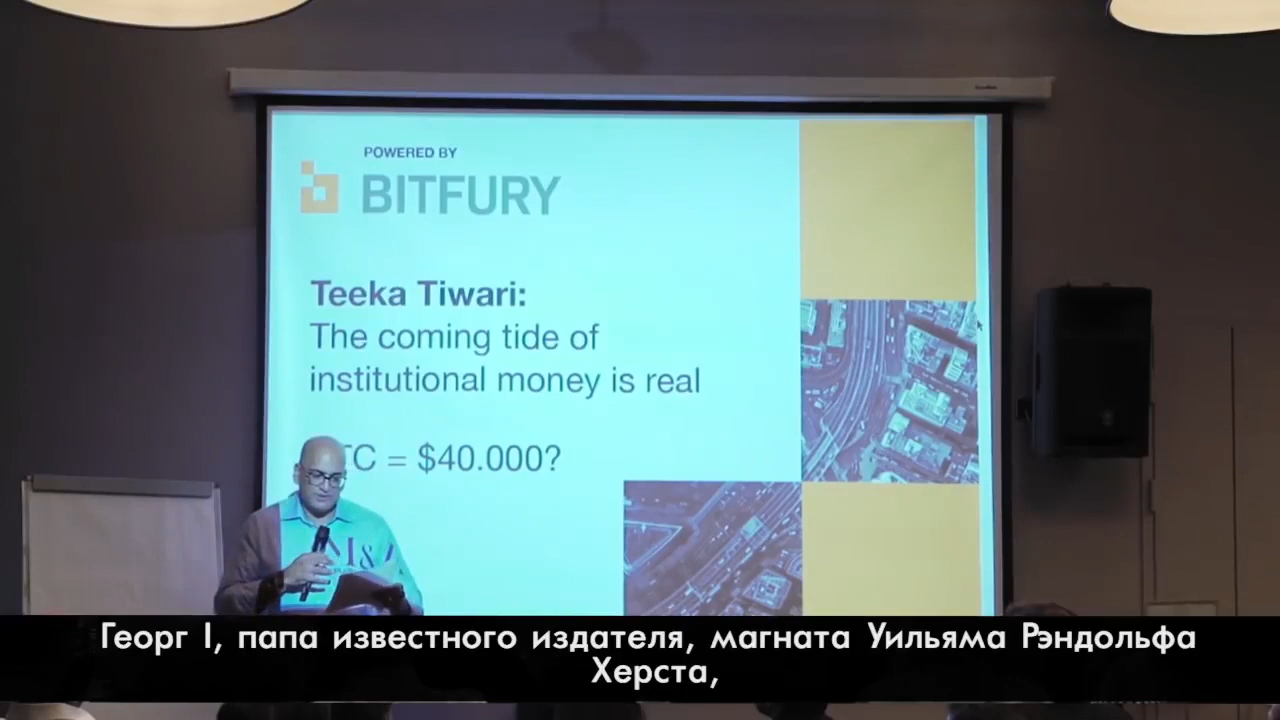 POWERED BY
BITFURY
Teeka Tiwari:
The coming tide of
institutional money is real
TC = $40.000?
M&
Георг I, папа известного издателя, магната Уильяма Рэндольфа
Херста,